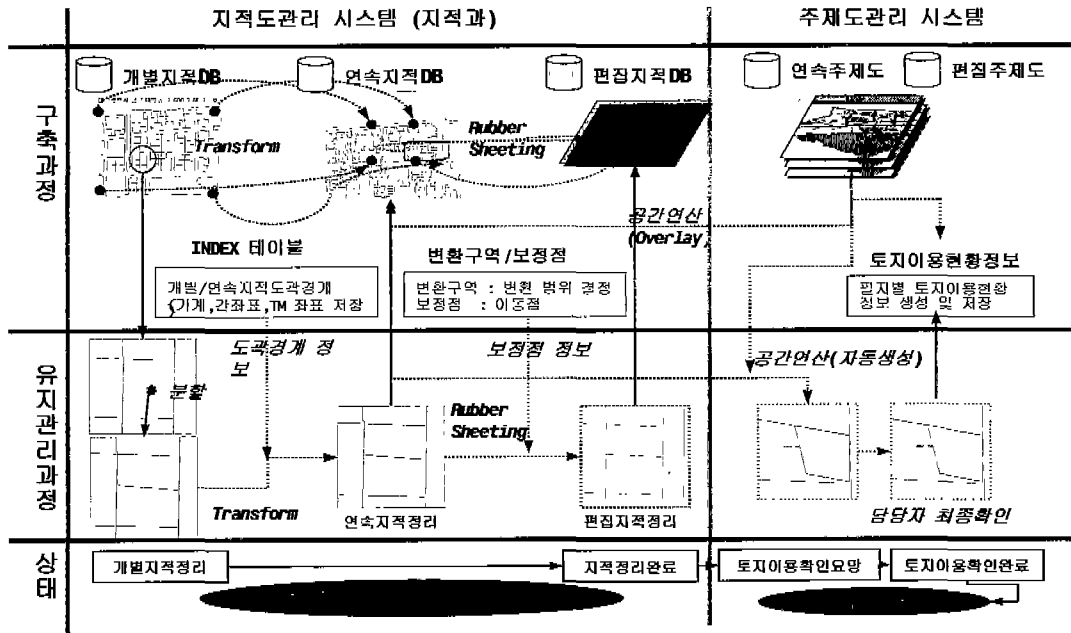 지적도관리 시스템 (지적과)
주제도관리 시스템
구축과정
개별지적DB
연속지적DB
편집지적DB
연속주제도
편집주제도
Transform
Rubber
Sheeting
공간연산
(Overlay)
INDEX 테이블
개발/연속지적도곽경계
(가계,간좌표,TM 좌표 저장
변환구역/보정점
변환구역 : 변환 범위 결정
보정점 : 이동점
토지이용현황정보
필지별 토지이용현황
정보 생성 및 저장
유지관리과정
도곽경계 정
보
보정점 정보
공간연산(자동생성)
분할
Rubber
Sheeting
Transform
연속지적정리
편집지적정리
담당자 최종확인
상태
개별지적정리
지적정리완료
토지이용확인요망
토지이용확인완료